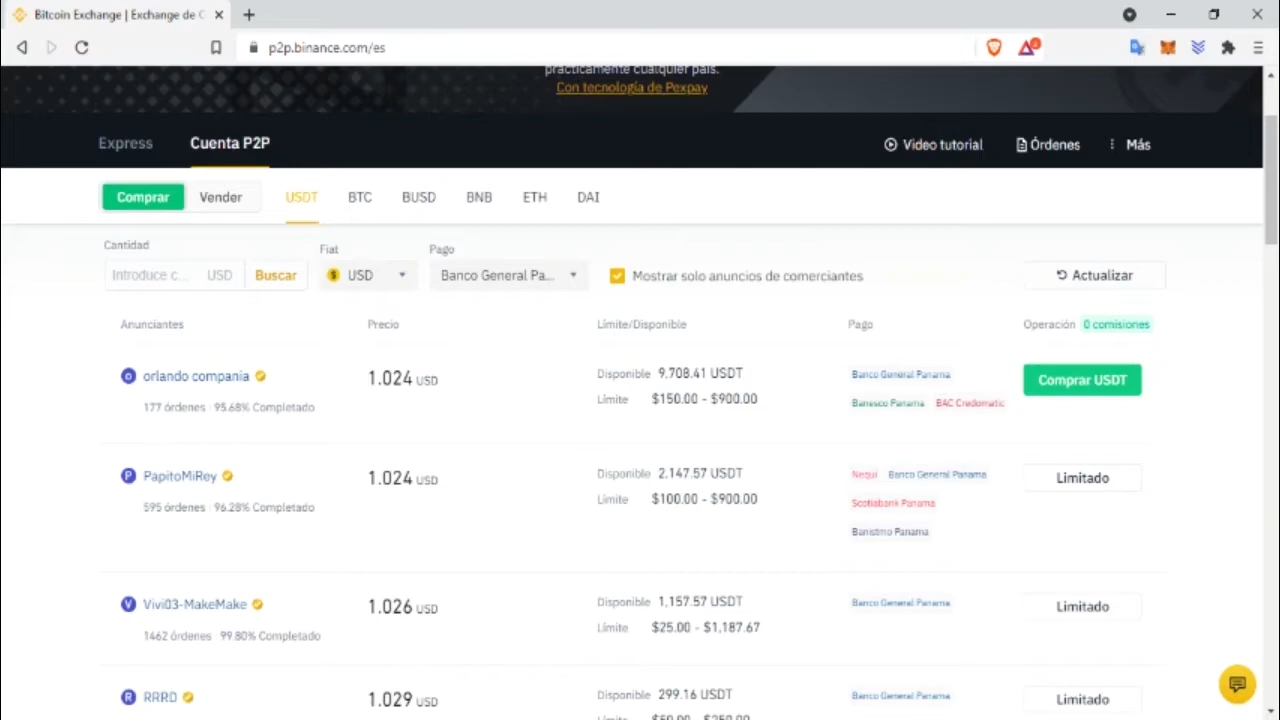 Bitcoin Exchange | Exchange de C
p2p.binance.com/es
prácticamente cualquier país.
Con tecnología de Pexpay
Express Cuenta P2P Video tutorial Órdenes Más
Comprar Vender USDT BTC BUSD BNB ETH DAI
Cantidad Fiat Pago
Introduce c... USD Buscar USD Banco General Pa... Mostrar solo anuncios de comerciantes Actualizar
Anunciantes Precio Límite/Disponible Pago Operación 0 comisiones
O orlando compania 1.024 USD Disponible 9,708.41 USDT Banco General Panama Comprar USDT
177 órdenes | 95.68% Completado Límite $150.00 - $900.00 Banesco Panama BAC Credomatic
P PapitoMiRey 1.024 USD Disponible 2,147.57 USDT Nequi Banco General Panama Limitado
595 órdenes | 96.28% Completado Límite $100.00 - $900.00 Scotiabank Panama
Banistmo Panama
V Vivi03-MakeMake 1.026 USD Disponible 1,157.57 USDT Banco General Panama Limitado
1462 órdenes | 99.80% Completado Límite $25.00 - $1,187.67
R RRRD 1.029 USD Disponible 299.16 USDT Banco General Panama Limitado
Límite $50.00 - $250.00